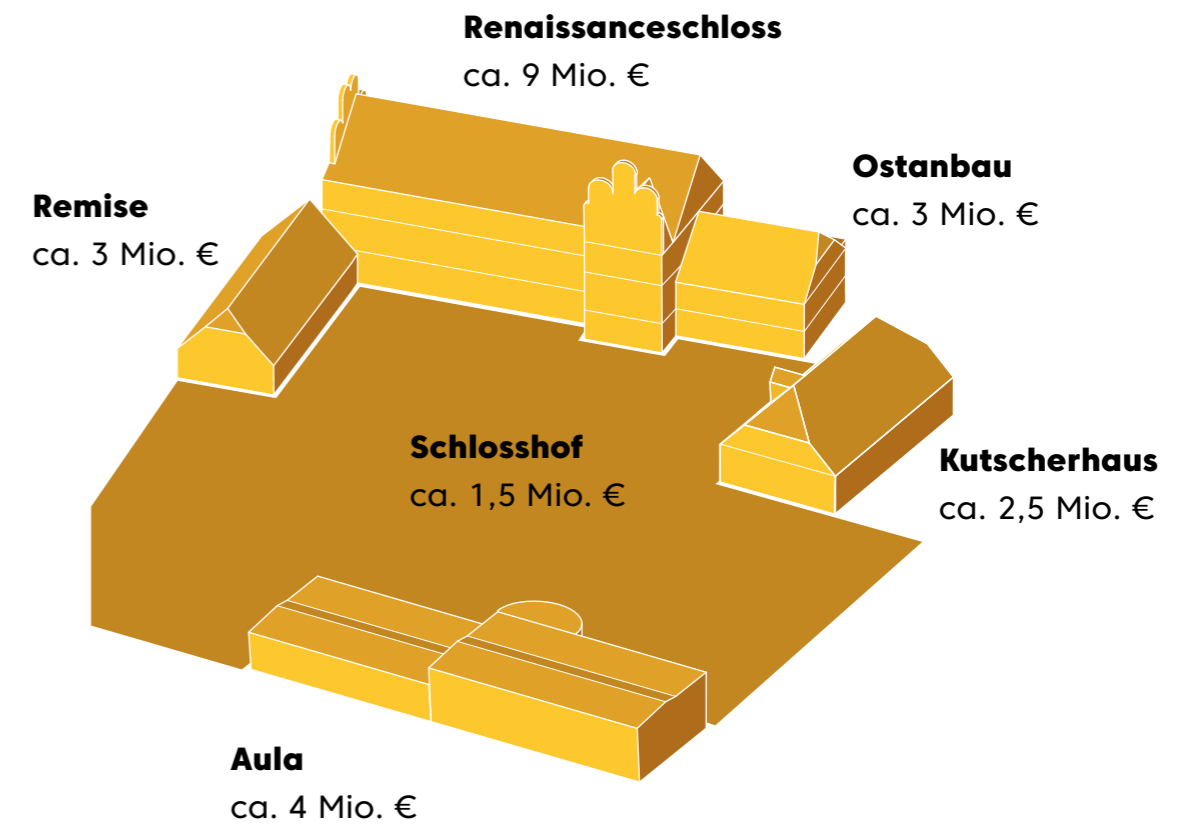 Renaissanceschloss
ca. 9 Mio. €
Ostanbau
ca. 3 Mio. €
Remise
ca. 3 Mio. €
Schlosshof
ca. 1,5 Mio. €
Kutscherhaus
ca. 2,5 Mio. €
Aula
ca. 4 Mio. €